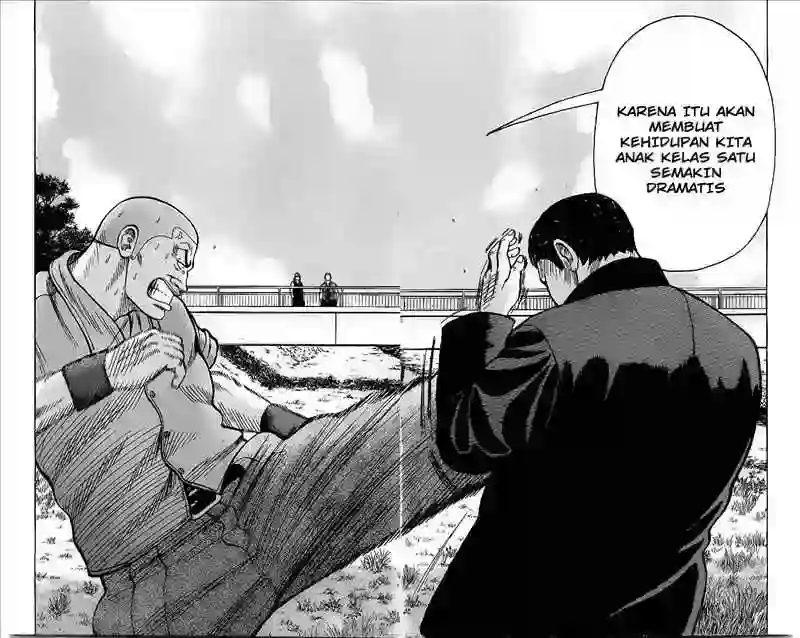 KARENA ITU AKAN
MEMBUAT
KEHIDUPAN KITA
ANAK KELAS SATU
SEMAKIN
DRAMATIS